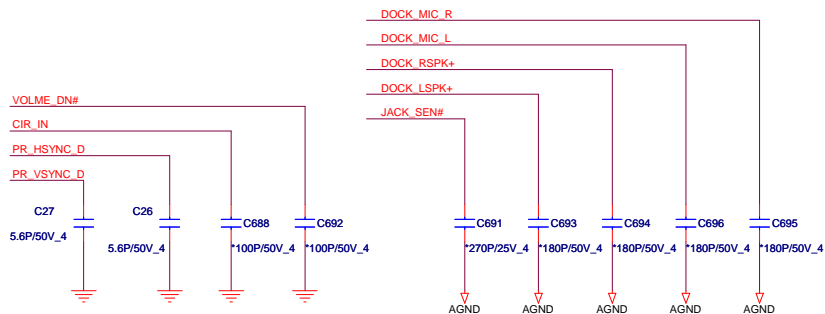 DOCK_MIC_R
DOCK_MIC_L
DOCK_RSPK+
DOCK_LSPK+
JACK_SEN#
VOLME_DN#
CIR_IN
PR_HSYNC_D
PR_VSYNC_D
C27
5.6P/50V_4
C26
5.6P/50V_4
C688
*100P/50V_4
C692
*100P/50V_4
C691
*270P/25V_4
C693
*180P/50V_4
C694
*180P/50V_4
C696
*180P/50V_4
C695
*180P/50V_4
AGND
AGND
AGND
AGND
AGND